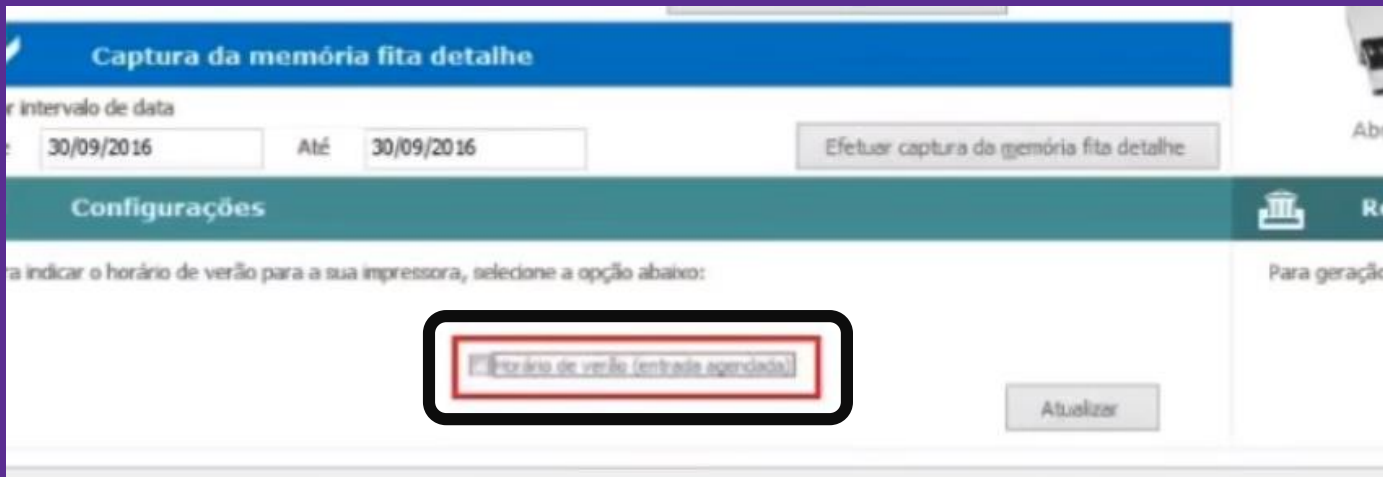 Captura da memória fita detalhe
r intervalo de data
30/09/2016 Até 30/09/2016 Efetuar captura da memória fita detalhe
Abr
Configurações
ra indicar o horário de verão para a sua impressora, selecione a opção abaixo:
Para geração
Horário de verão (entrada agendada)
Atualizar